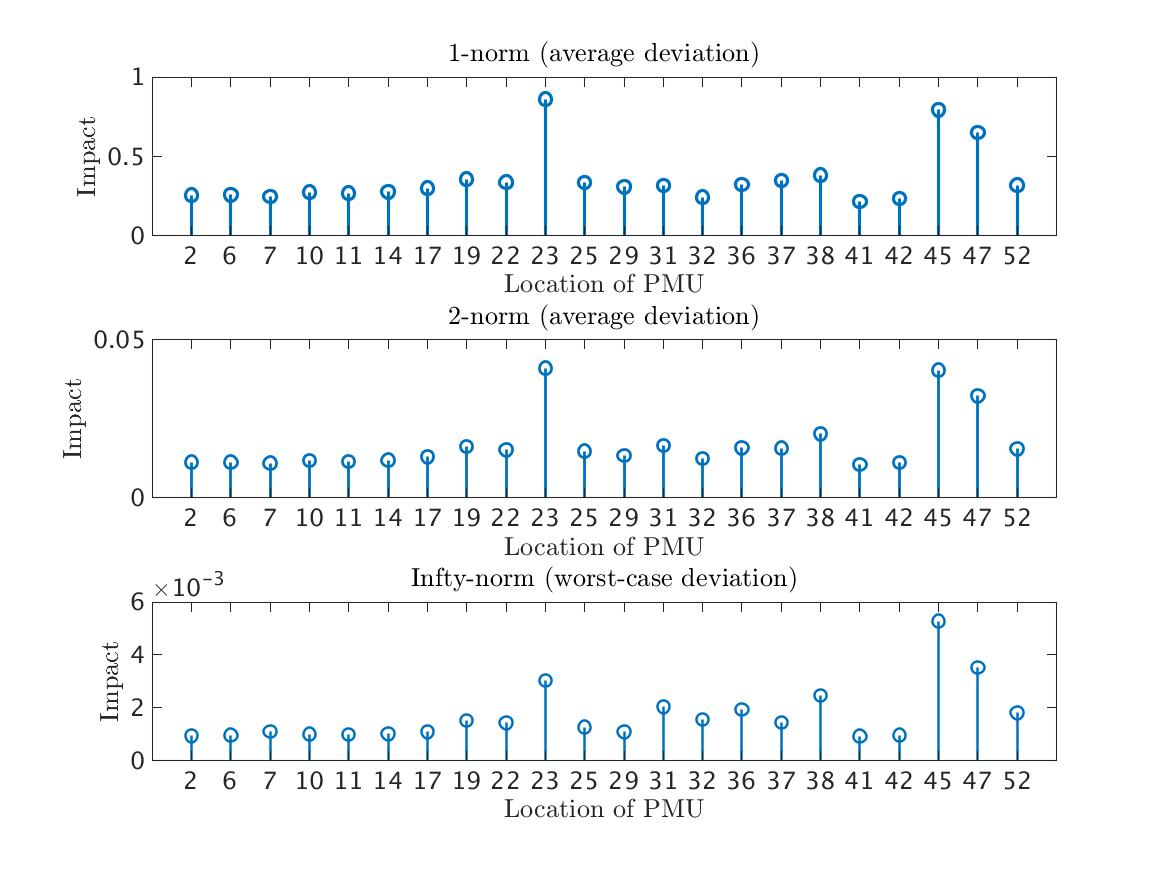 1-norm (average deviation)
1
0.5
0
Impact
2 6 7 10 11 14 17 19 22 23 25 29 31 32 36 37 38 41 42 45 47 52
Location of PMU
2-norm (average deviation)
0.05
0
Impact
2 6 7 10 11 14 17 19 22 23 25 29 31 32 36 37 38 41 42 45 47 52
Location of PMU
Infty-norm (worst-case deviation)
×10⁻³
6
4
2
0
Impact
2 6 7 10 11 14 17 19 22 23 25 29 31 32 36 37 38 41 42 45 47 52
Location of PMU